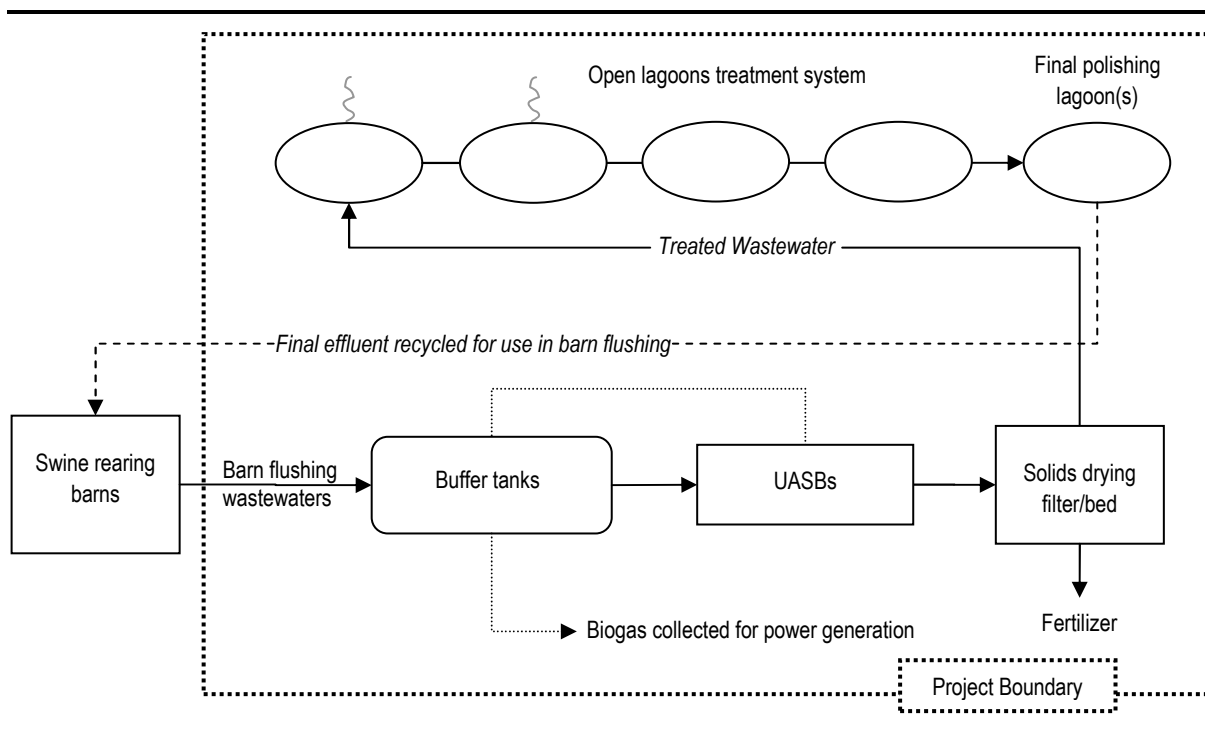 Open lagoons treatment system
Final polishing
lagoon(s)
Treated Wastewater
Final effluent recycled for use in barn flushing
Swine rearing
barns
Barn flushing
wastewaters
Buffer tanks
UASBs
Solids drying
filter/bed
Biogas collected for power generation
Fertilizer
Project Boundary